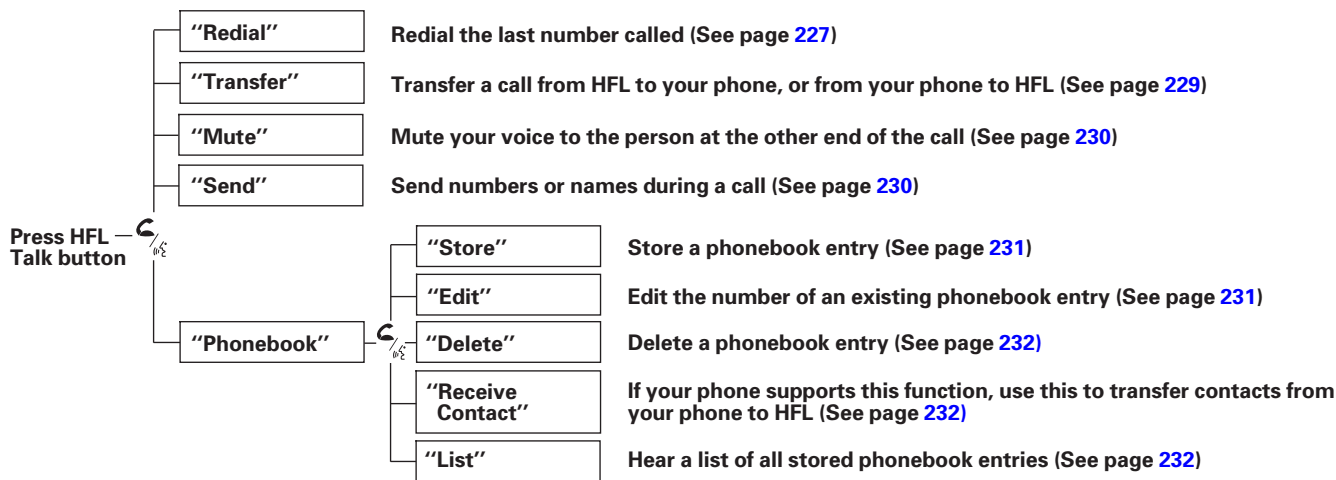 “Redial” Redial the last number called (See page 227)
“Transfer” Transfer a call from HFL to your phone, or from your phone to HFL (See page 229)
“Mute” Mute your voice to the person at the other end of the call (See page 230)
“Send” Send numbers or names during a call (See page 230)
Press HFL
Talk button
“Phonebook”
“Store” Store a phonebook entry (See page 231)
“Edit” Edit the number of an existing phonebook entry (See page 231)
“Delete” Delete a phonebook entry (See page 232)
“Receive
Contact”
If your phone supports this function, use this to transfer contacts from
your phone to HFL (See page 232)
“List” Hear a list of all stored phonebook entries (See page 232)